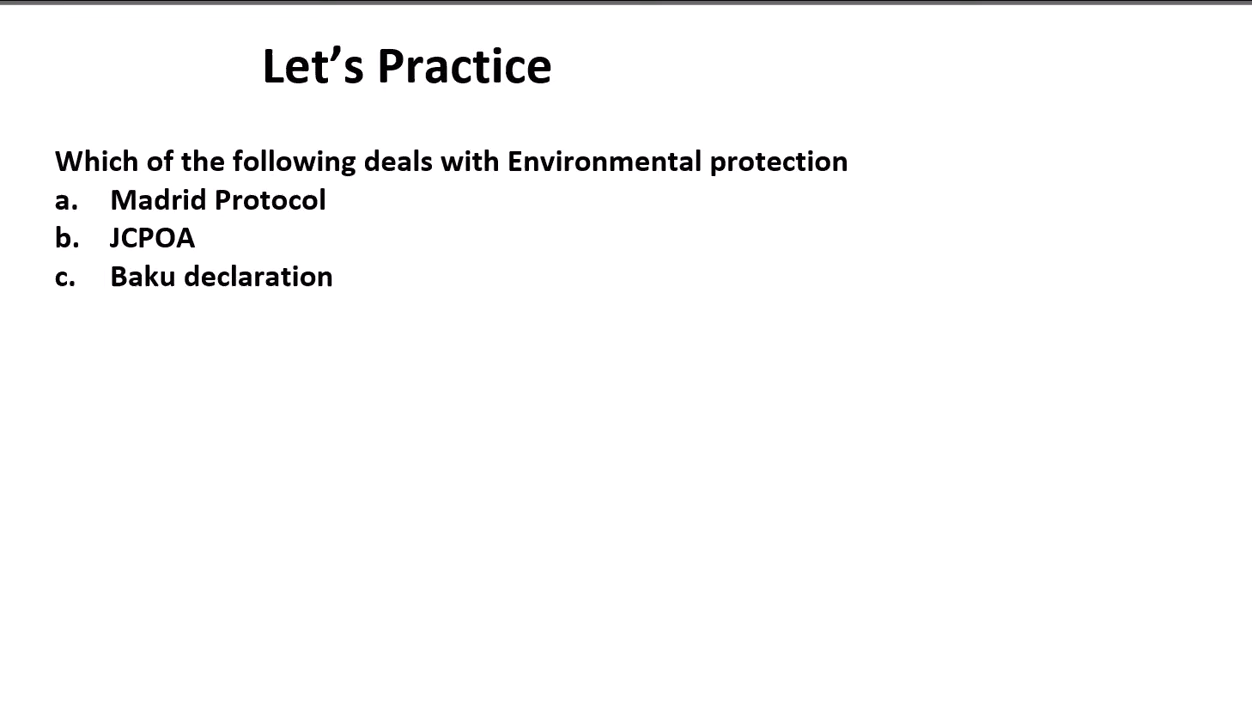 Let’s Practice
Which of the following deals with Environmental protection
a. Madrid Protocol
b. JCPOA
c. Baku declaration